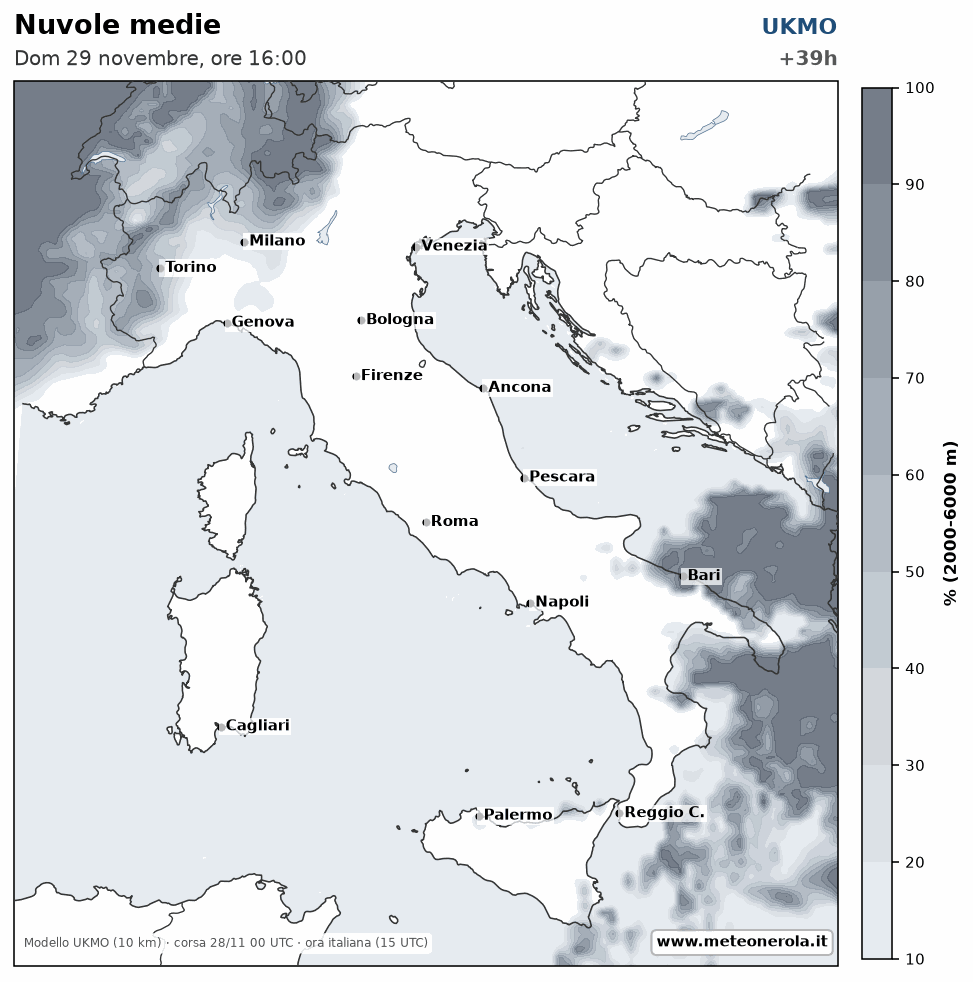 Nuvole medie
UKMO
Dom 29 novembre, ore 16:00
+39h
100
90
80
70
60
50
40
30
20
10
% (2000-6000 m)
Milano
Venezia
Torino
Genova
Bologna
Firenze
Ancona
Pescara
Roma
Bari
Napoli
Cagliari
Palermo
Reggio C.
Modello UKMO (10 km) · corsa 28/11 00 UTC · ora italiana (15 UTC)
www.meteonerola.it